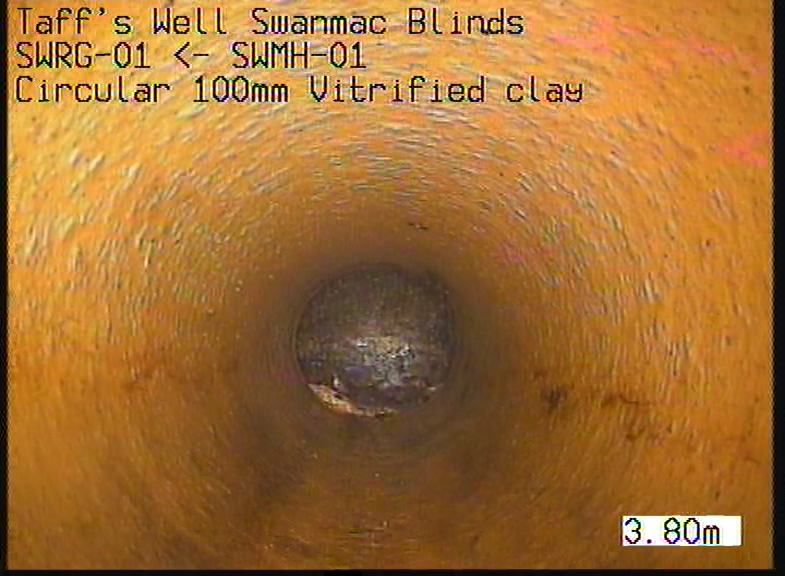 Taff's Well Swanmac Blinds
SWRG-01 <- SWMH-01
Circular 100mm Vitrified clay
3.80m